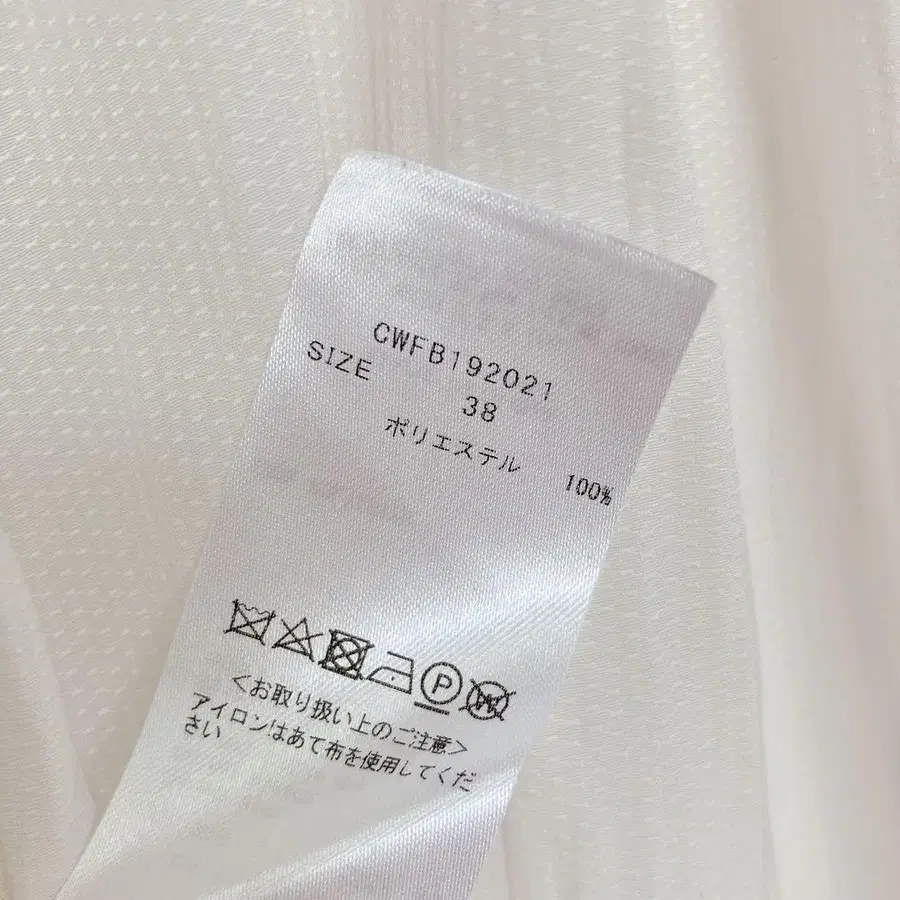 CWFB192021
SIZE 38
ポリエステル 100%
P W
<お取り扱い上のご注意>
アイロンはあて布を使用してくだ
さい